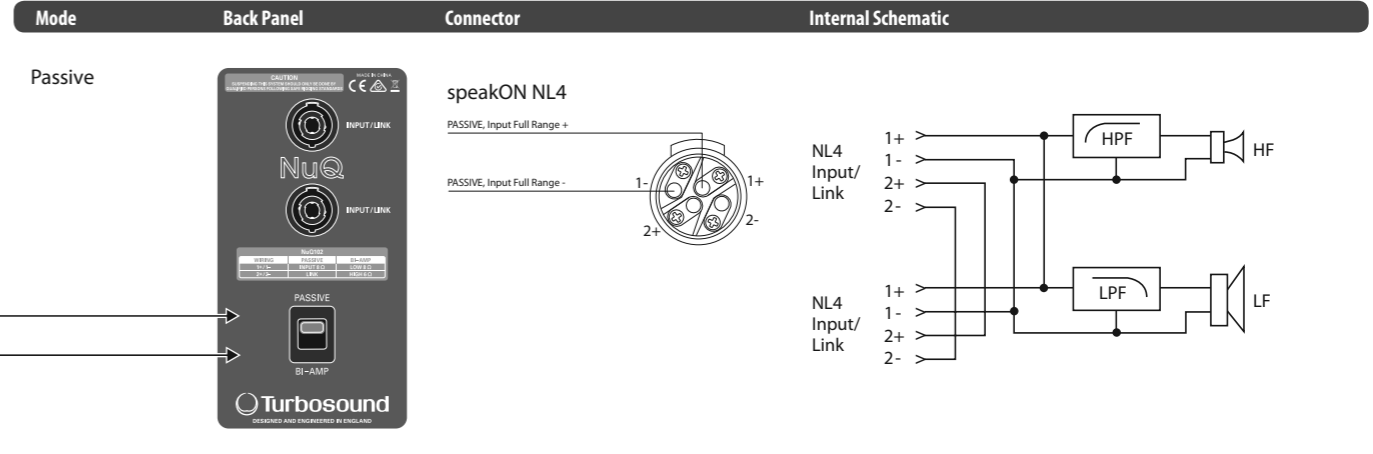 Mode Back Panel Connector Internal Schematic
Passive
CAUTION
MADE IN CHINA
INPUT/LINK
NuQ
INPUT/LINK
NuQ102
WIRING PASSIVE BI-AMP
1+/1- INPUT 8 Ω LOW 8 Ω
2+/2- LINK
PASSIVE
BI-AMP
Turbosound
DESIGNED AND ENGINEERED IN ENGLAND
speakON NL4
PASSIVE, Input Full Range +
PASSIVE, Input Full Range -
1-
1+
2+
2-
NL4
Input/
Link
1+
1-
2+
2-
HPF
HF
NL4
Input/
Link
1+
1-
2+
2-
LPF
LF